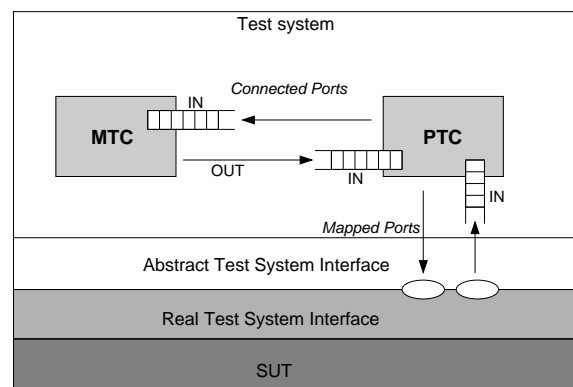 Test system
Connected Ports
IN
MTC
PTC
OUT
IN
IN
Mapped Ports
Abstract Test System Interface
Real Test System Interface
SUT